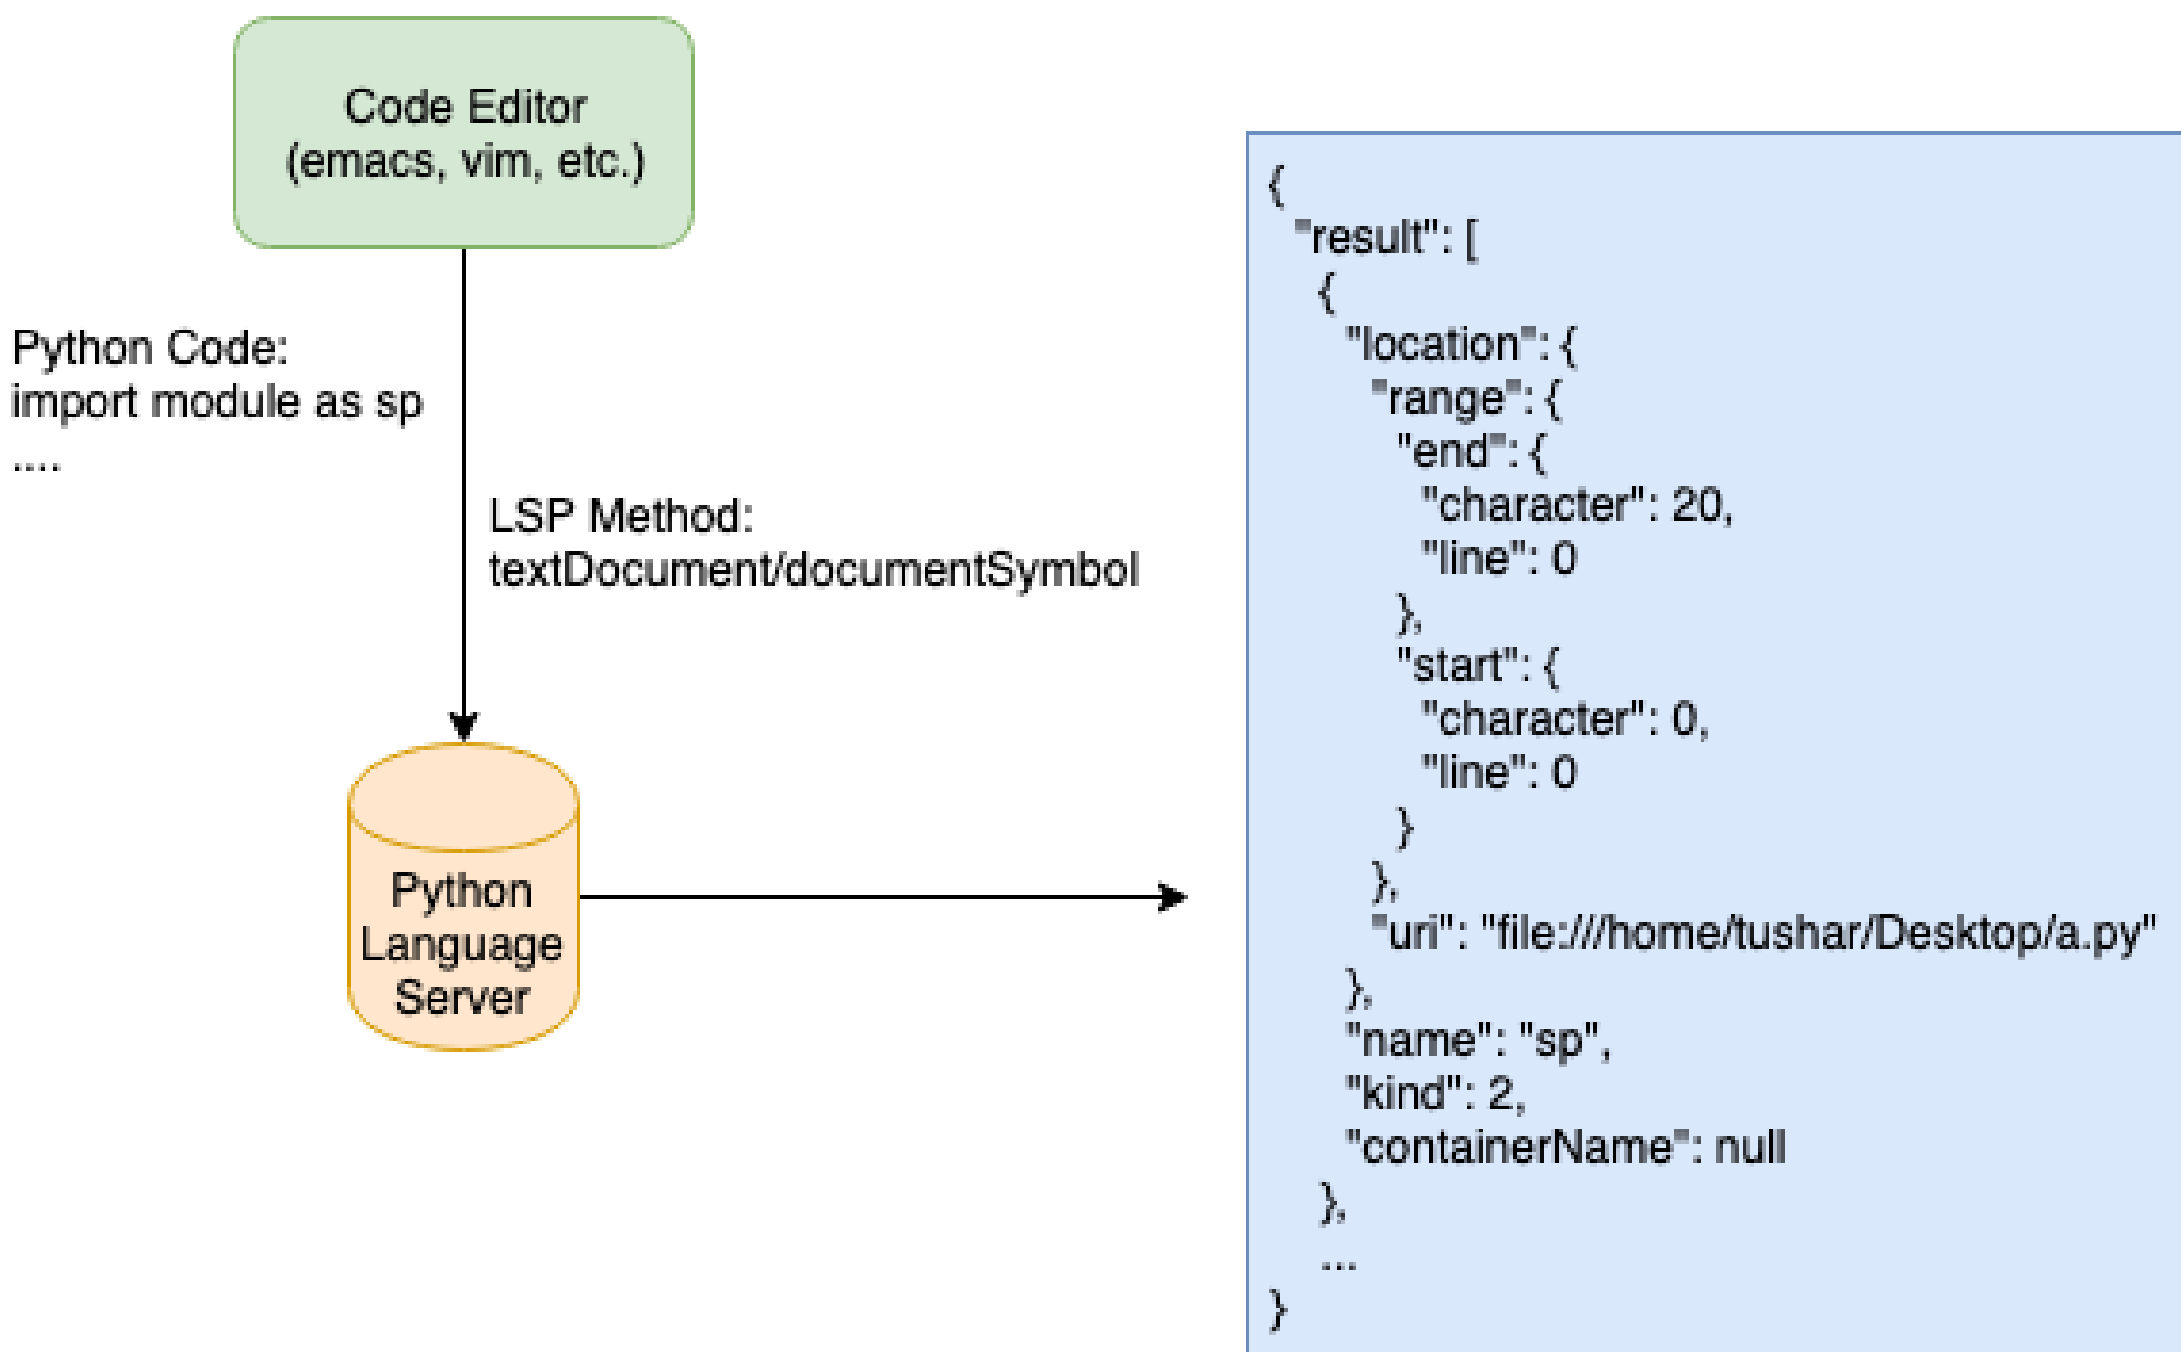 Code Editor
(emacs, vim, etc.)
Python Code:
import module as sp
....
LSP Method:
textDocument/documentSymbol
Python
Language
Server
{
"result": [
{
"location": {
"range": {
"end": {
"character": 20,
"line": 0
},
"start": {
"character": 0,
"line": 0
}
},
"uri": "file:///home/tushar/Desktop/a.py"
},
"name": "sp",
"kind": 2,
"containerName": null
},
...
}